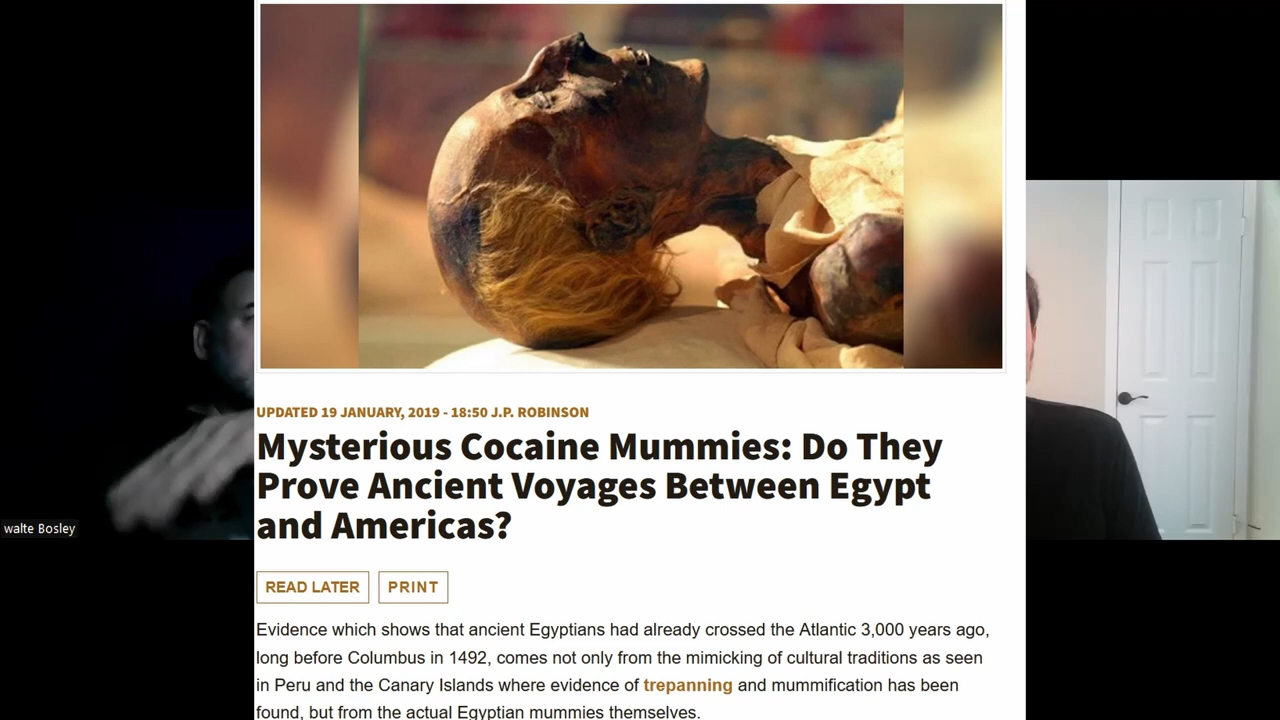 UPDATED 19 JANUARY, 2019 - 18:50 J.P. ROBINSON
Mysterious Cocaine Mummies: Do They
Prove Ancient Voyages Between Egypt
and Americas?
READ LATER PRINT
walte Bosley
Evidence which shows that ancient Egyptians had already crossed the Atlantic 3,000 years ago,
long before Columbus in 1492, comes not only from the mimicking of cultural traditions as seen
in Peru and the Canary Islands where evidence of trepanning and mummification has been
found, but from the actual Egyptian mummies themselves.